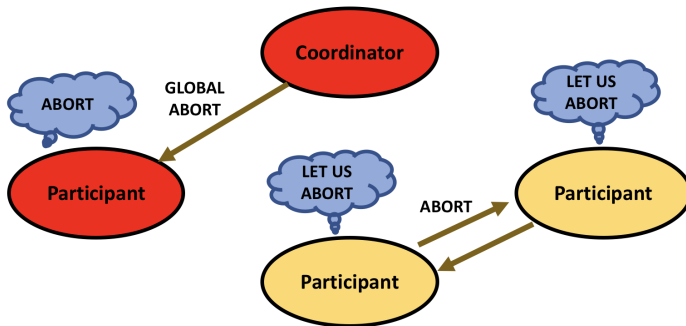 Coordinator
GLOBAL
ABORT
ABORT
Participant
LET US
ABORT
LET US
ABORT
Participant
ABORT
Participant